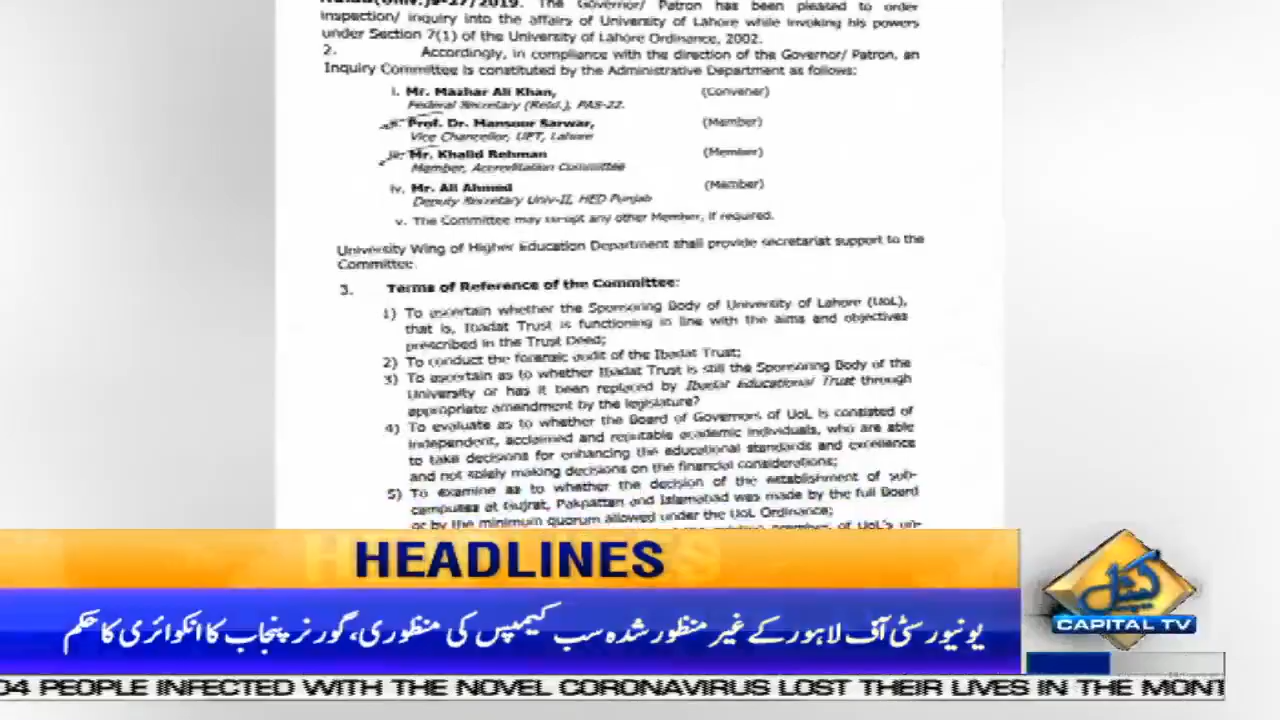 The Governor/ Patron has been pleased to order
inspection/ inquiry into the affairs of University of Lahore while invoking his powers
under Section 7(1) of the University of Lahore Ordinance, 2002.
2. Accordingly, in compliance with the direction of the Governor/ Patron, an
Inquiry Committee is constituted by the Administrative Department as follows:
i. Mr. Mazhar Ali Khan, (Convener)
Federal Secretary (Retd.), PAS-22.
Prof. Dr. Mansoor Sarwar, (Member)
Vice Chancellor, UET, Lahore
Mr. Khalid Rehman (Member)
Member, Accreditation Committee
iv. Mr. Ali Ahmed (Member)
Deputy Secretary Univ-II, HED Punjab
v. The Committee may co-opt any other Member, if required.
University Wing of Higher Education Department shall provide secretariat support to the
Committee.
3. Terms of Reference of the Committee:
1) To ascertain whether the Sponsoring Body of University of Lahore (UoL),
that is, Ibadat Trust is functioning in line with the aims and objectives
prescribed in the Trust Deed;
2) To conduct the forensic audit of the Ibadat Trust;
3) To ascertain as to whether Ibadat Trust is still the Sponsoring Body of the
University or has it been replaced by Ibadat Educational Trust through
appropriate amendment by the legislature?
4) To evaluate as to whether the Board of Governors of UoL is consisted of
independent, acclaimed and reputable academic individuals, who are able
to take decisions for enhancing the educational standards and excellence
and not solely making decisions on the financial considerations;
5) To examine as to whether the decision of the establishment of sub-
campuses at Gujrat, Pakpattan and Islamabad was made by the full Board
or by the minimum quorum allowed under the UoL Ordinance;
HEADLINES
یونیورسٹی آف لاہور کے غیر منظور شدہ سب کیمپس کی منظوری، گورنر پنجاب کا انکوائری کا حکم
کیپیٹل
CAPITAL TV
04 PEOPLE INFECTED WITH THE NOVEL CORONAVIRUS LOST THEIR LIVES IN THE MONT